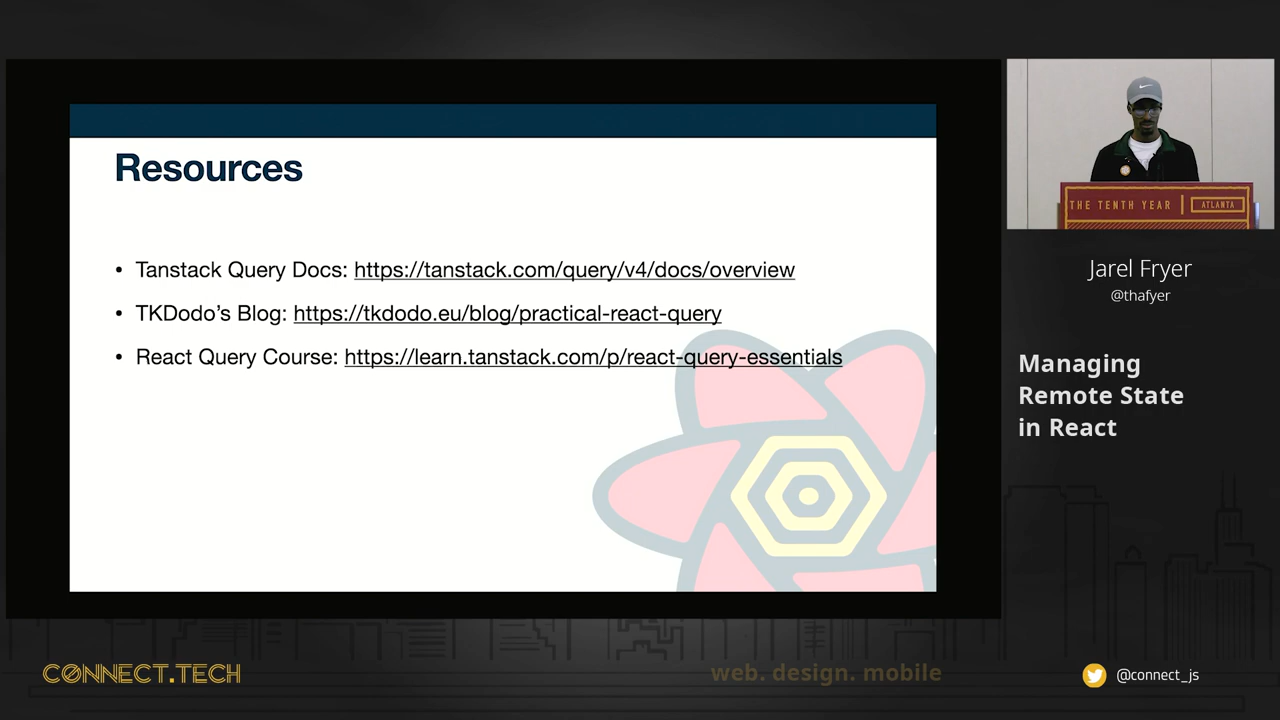 Resources
• Tanstack Query Docs: https://tanstack.com/query/v4/docs/overview
• TKDodo’s Blog: https://tkdodo.eu/blog/practical-react-query
• React Query Course: https://learn.tanstack.com/p/react-query-essentials
THE TENTH YEAR | ATLANTA
Jarel Fryer
@thafyer
Managing
Remote State
in React
CONNECT.TECH
web. design. mobile
@connect_js